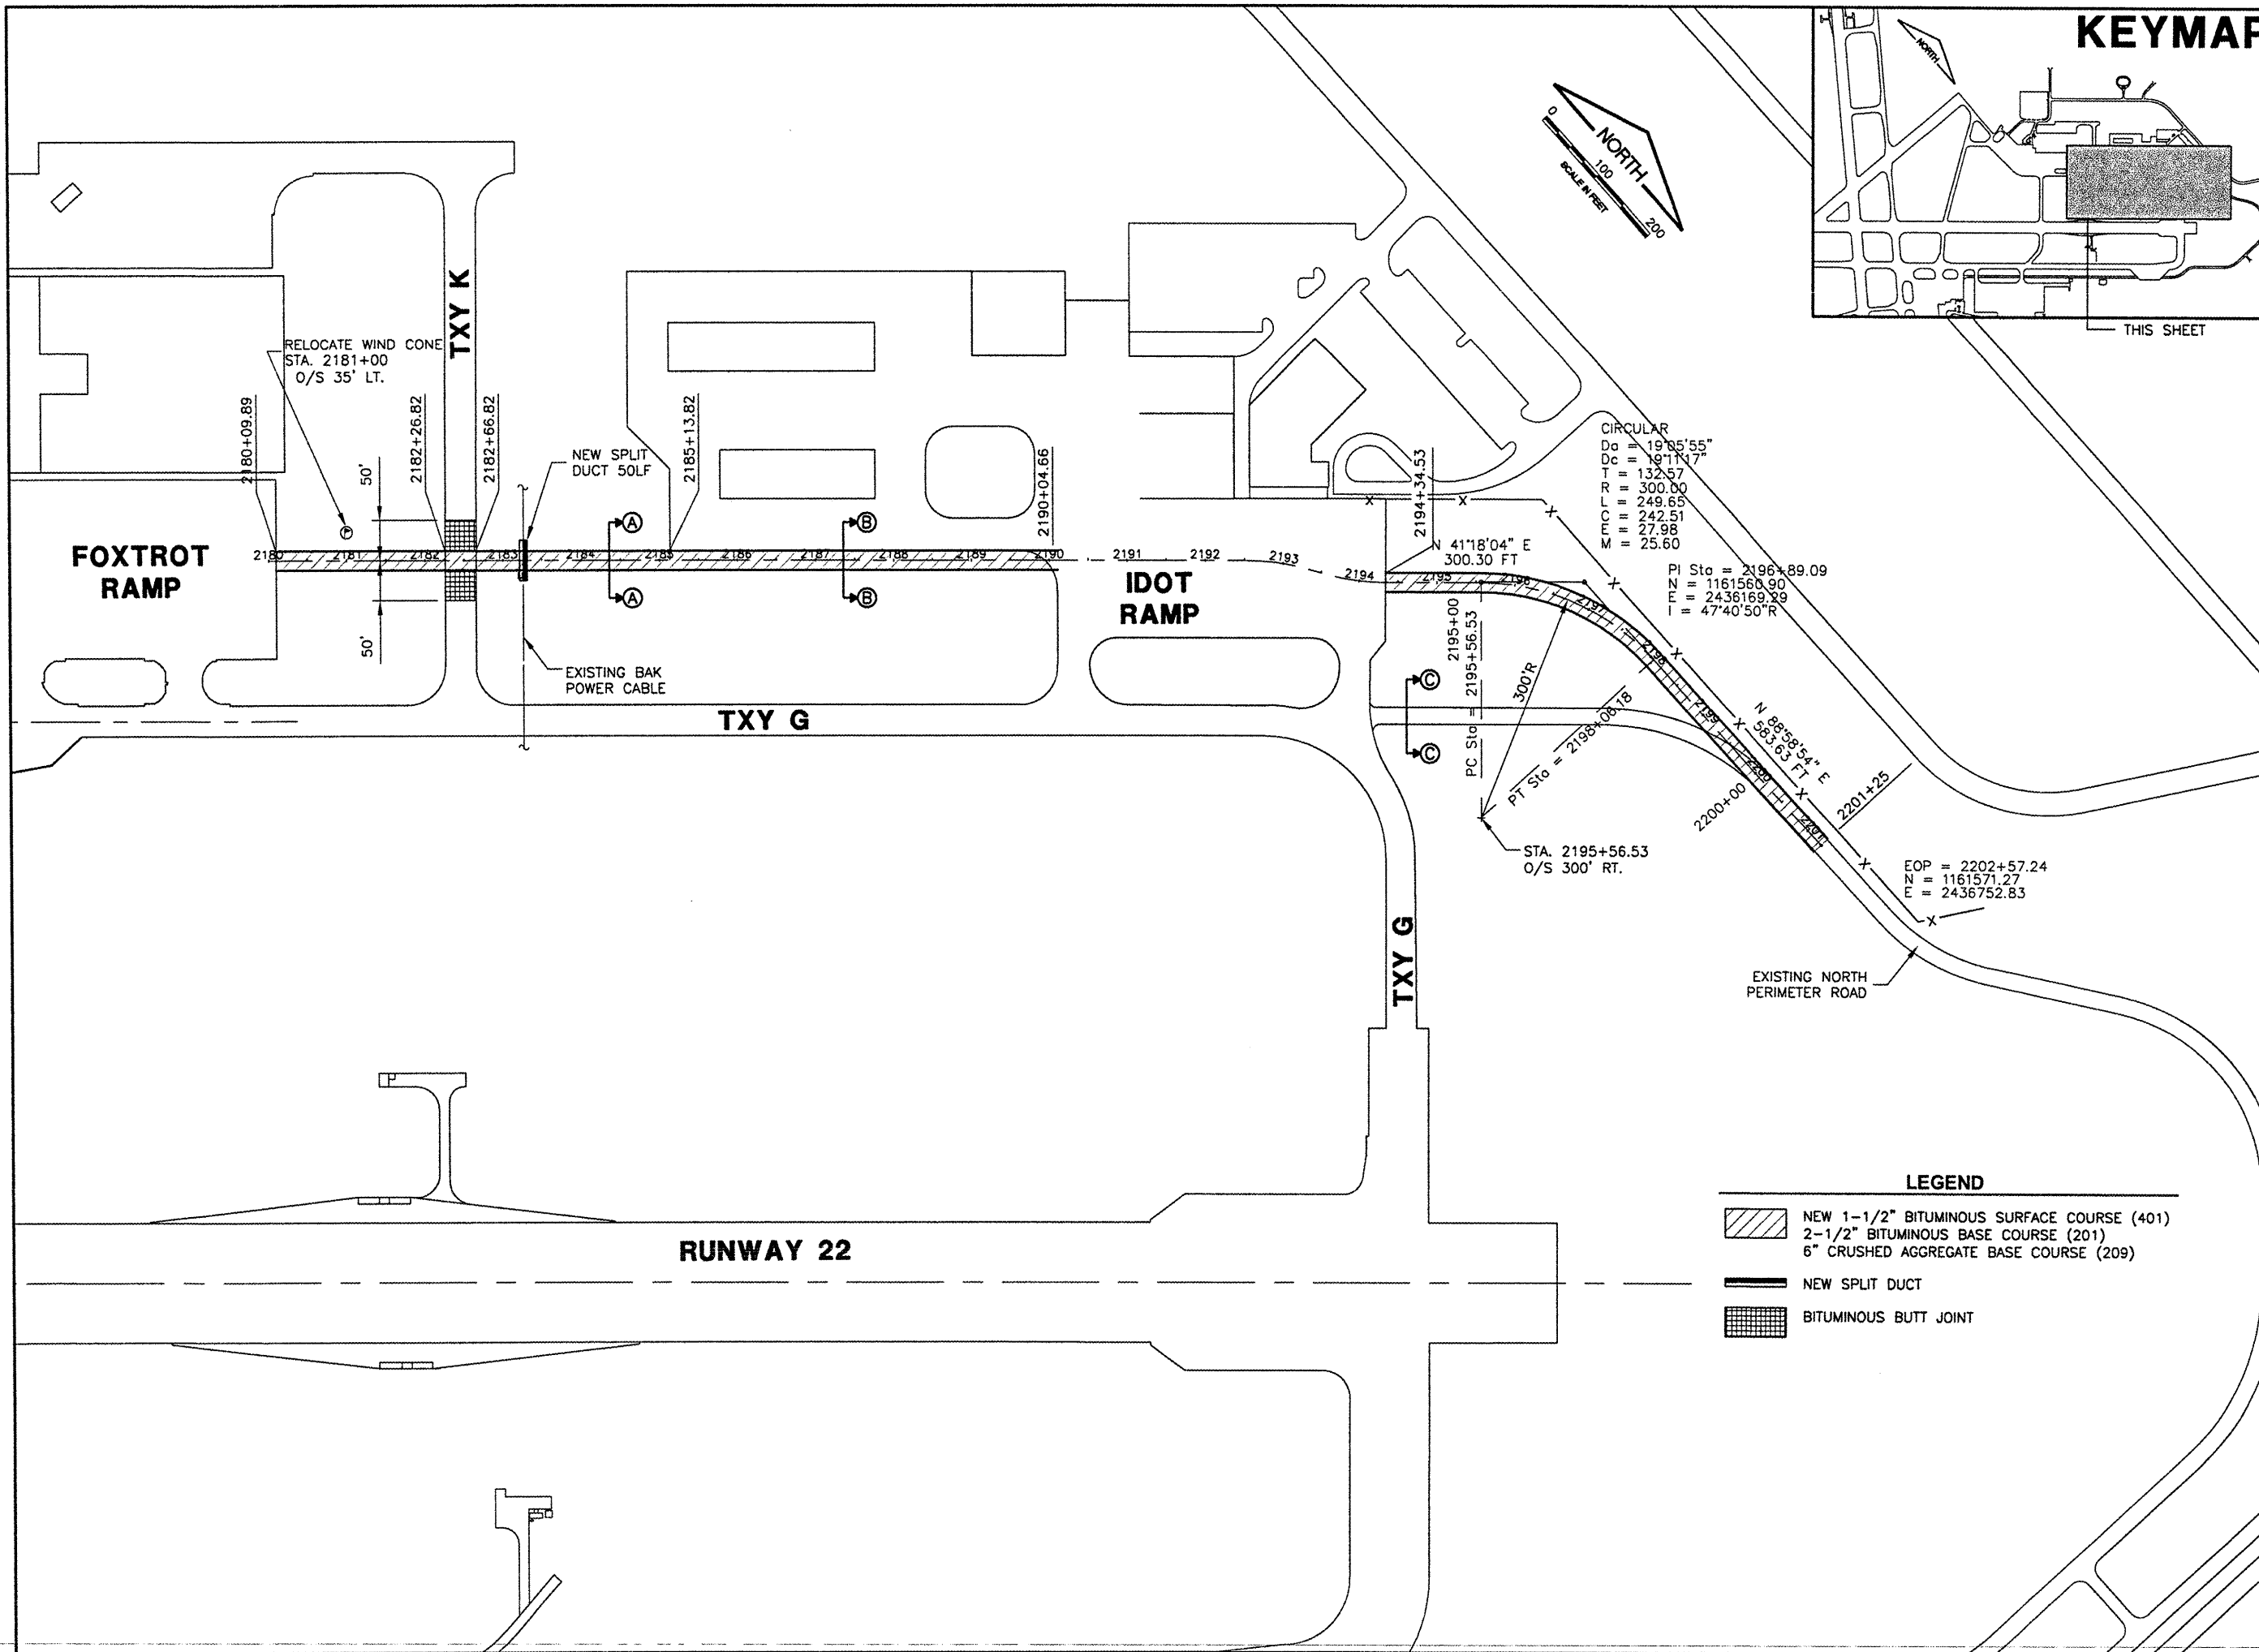 KEYMAP
NORTH
THIS SHEET
NORTH
0
100
200
SCALE IN FEET
TXY K
RELOCATE WIND CONE
STA. 2181+00
O/S 35' LT.
2180+09.89
50'
2182+26.82
2182+66.82
NEW SPLIT
DUCT 50LF
2185+13.82
2190+04.66
2194+34.53
CIRCULAR
Da = 19°05'55"
Dc = 19°11'17"
T = 132.57
R = 300.00
L = 249.65
C = 242.51
E = 27.98
M = 25.60
PI Sta = 2196+89.09
N = 1161560.90
E = 2436169.29
I = 47°40'50"R
N 41°18'04" E
300.30 FT
FOXTROT
RAMP
A
B
2180
2181
2182
2183
2184
2185
2186
2187
2188
2189
2190
2191
2192
2193
2194
2195
2196
2197
2198
2199
2200
2201
A
B
IDOT
RAMP
50'
EXISTING BAK
POWER CABLE
TXY G
C
C
2195+00
PC Sta = 2195+56.53
300'R
PT Sta = 2198+06.18
N 88°58'54" E
583.63 FT
2200+00
2201+25
STA. 2195+56.53
O/S 300' RT.
EOP = 2202+57.24
N = 1161571.27
E = 2436752.83
TXY G
EXISTING NORTH
PERIMETER ROAD
RUNWAY 22
LEGEND
NEW 1-1/2" BITUMINOUS SURFACE COURSE (401)
2-1/2" BITUMINOUS BASE COURSE (201)
6" CRUSHED AGGREGATE BASE COURSE (209)
NEW SPLIT DUCT
BITUMINOUS BUTT JOINT